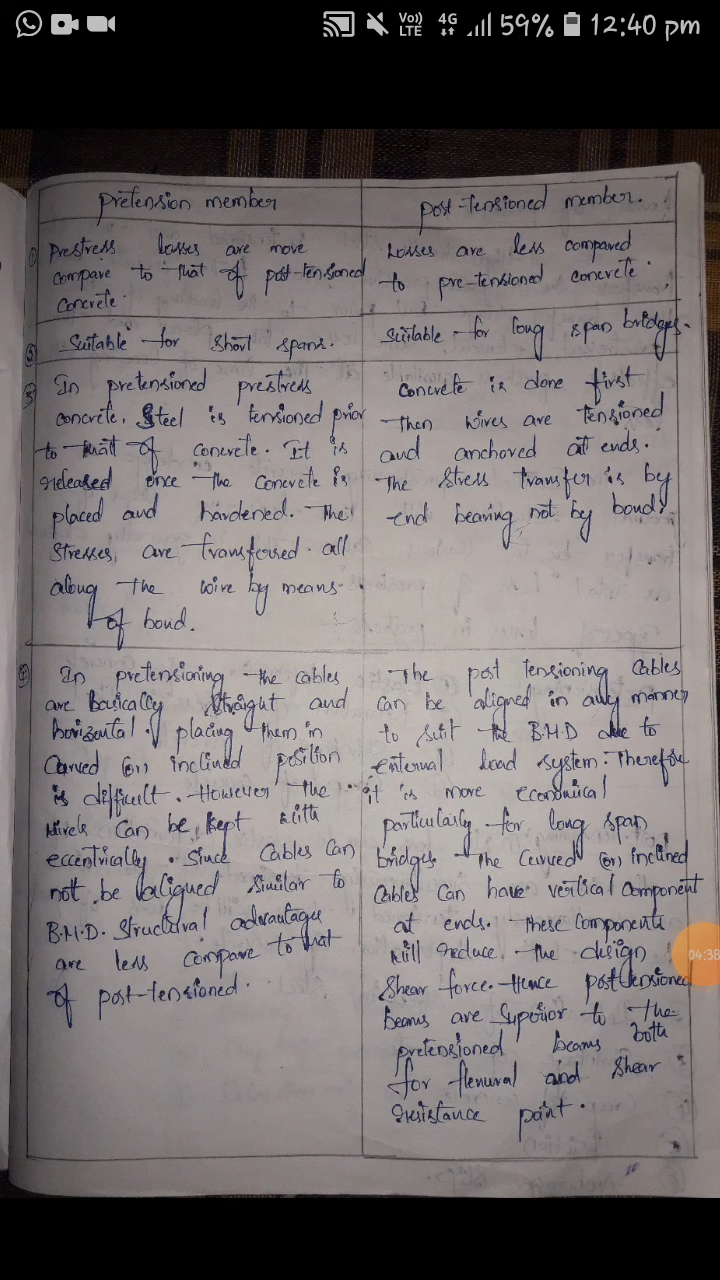 Vo)) LTE 4G 59% 12:40 pm
pretension member
post-tensioned member.
① Prestress losses are more
compare to that of post-tensioned
concrete.
Losses are less compared
to pre-tensioned concrete.
② Suitable for short spans.
Suitable for long span bridges.
③ In pretensioned prestress
concrete, Steel is tensioned prior
to that of concrete. It is
released once the concrete is
placed and hardened. The
stresses, are transfersed all
along the wire by means
of bond.
Concrete is done first
then wires are tensioned
and anchored at ends.
The stress transfer is by
end bearing not by bond.
④ In pretensioning the cables
are basically straight and
horizontal. placing them in
Curved (or) inclined position
is difficult. However the
wires can be kept with
eccentrically. Since Cables Can
not be aligned similar to
B.M.D. Structural advantages
are less compare to that
of post-tensioned.
The post tensioning Cables
can be aligned in any manner
to suit the B.M.D due to
external load system. Therefore
it is more economical
particularly for long span
bridges. The Curved (or) inclined
Cables Can have vertical Component
at ends. These Components
will reduce the design
Shear force. Hence post tensioned
beams are Superior to the
pretensioned beams both
for flexural and shear
resistance point.
04:38